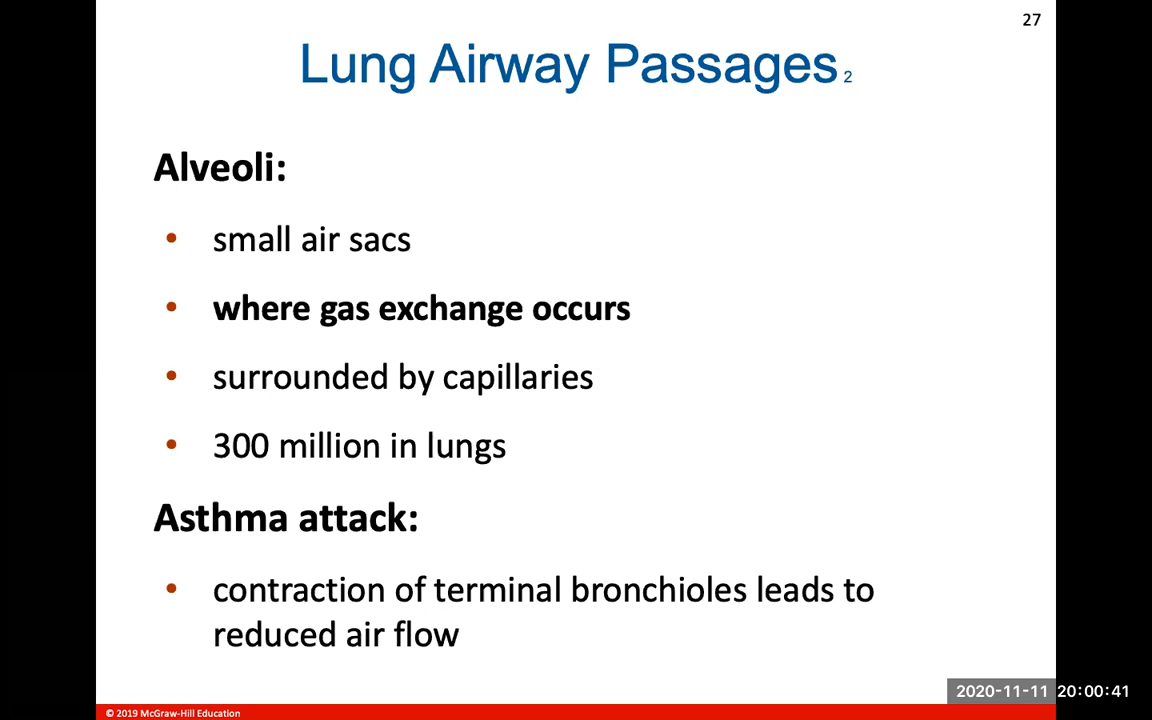 27
Lung Airway Passages 2
Alveoli:
• small air sacs
• where gas exchange occurs
• surrounded by capillaries
• 300 million in lungs
Asthma attack:
• contraction of terminal bronchioles leads to
reduced air flow
2020-11-11 20:00:41
© 2019 McGraw-Hill Education